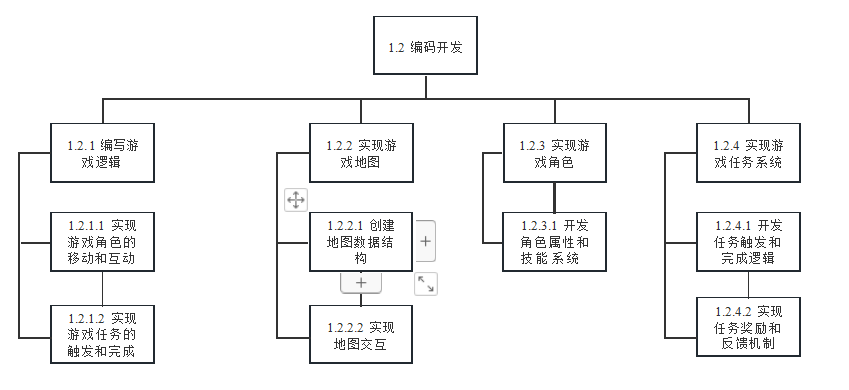 1.2 编码开发
1.2.1 编写游
戏逻辑
1.2.2 实现游
戏地图
1.2.3 实现游
戏角色
1.2.4 实现游
戏任务系统
1.2.1.1 实现
游戏角色的
移动和互动
1.2.2.1 创建
地图数据结
构
1.2.3.1 开发
角色属性和
技能系统
1.2.4.1 开发
任务触发和
完成逻辑
1.2.1.2 实现
游戏任务的
触发和完成
1.2.2.2 实现
地图交互
1.2.4.2 实现
任务奖励和
反馈机制